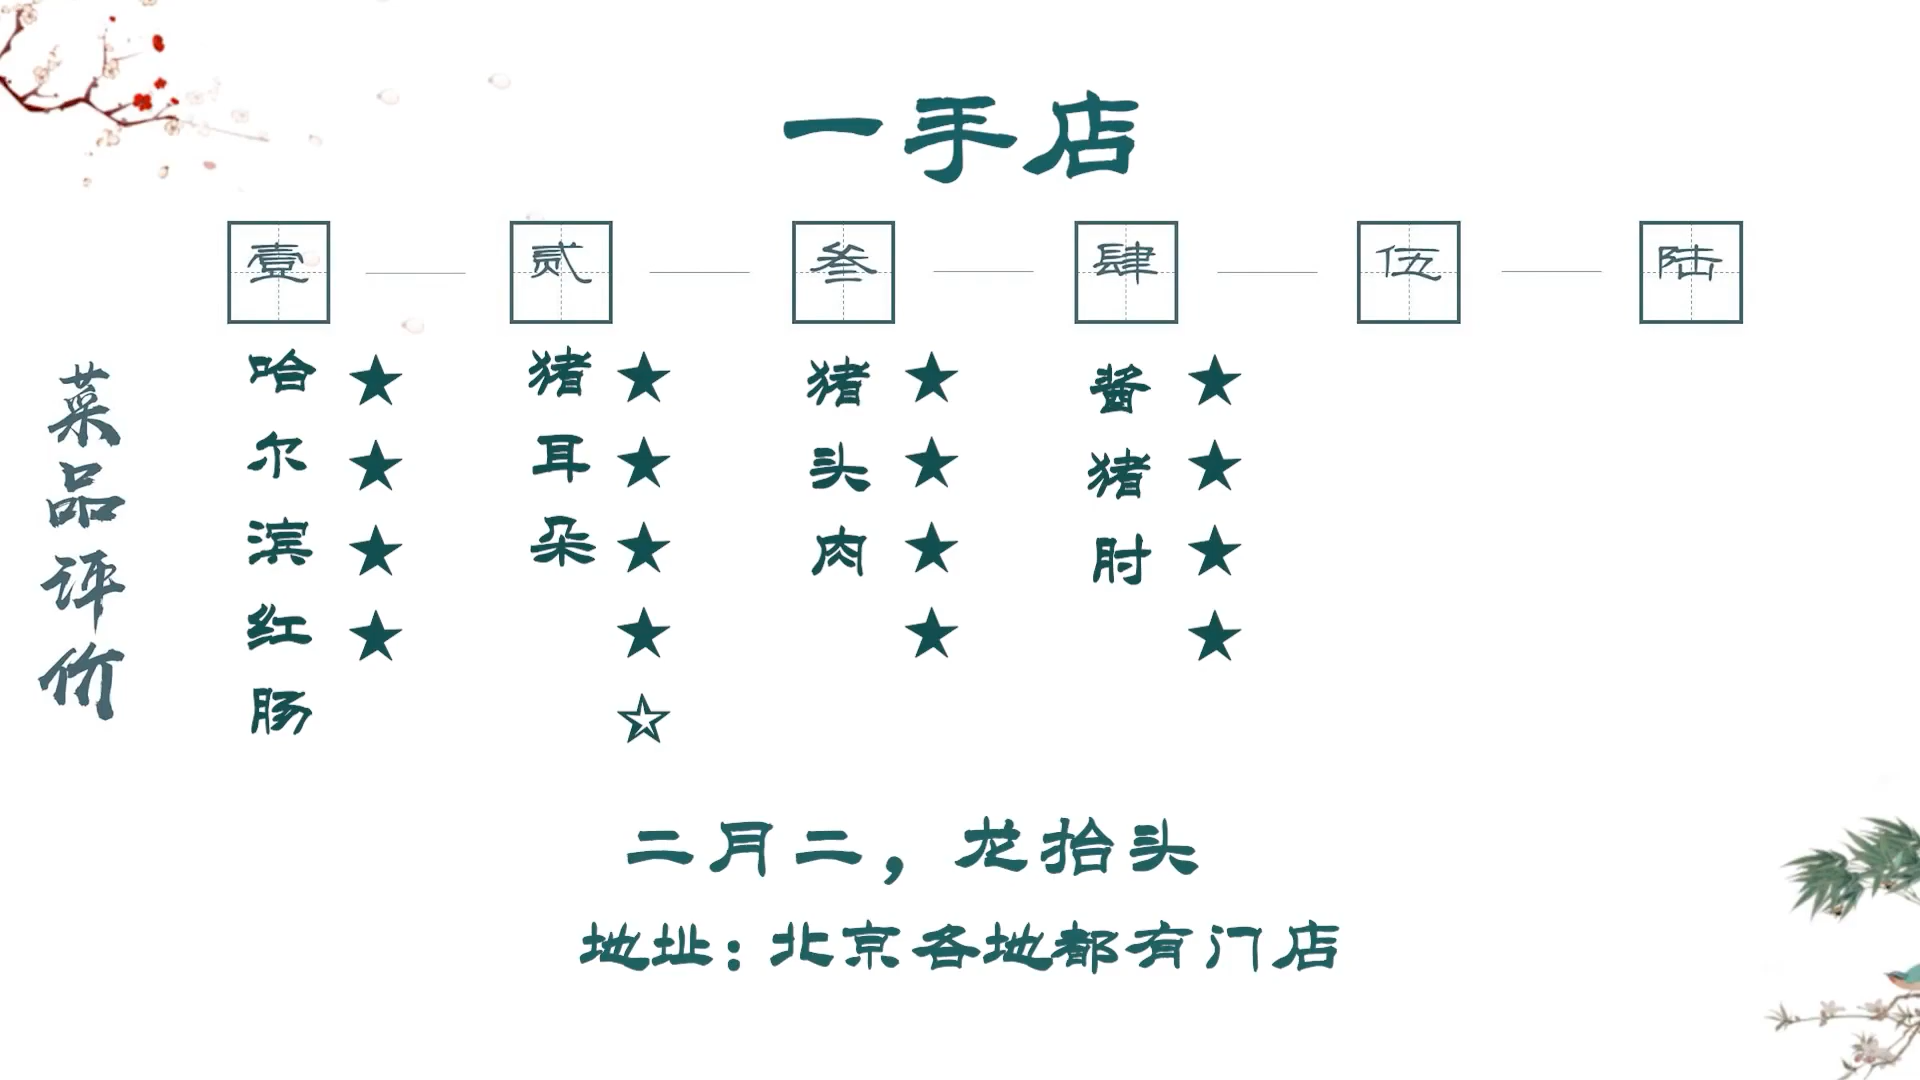 一手店
壹 贰 叁 肆 伍 陆
菜品评价
哈尔滨红肠 ★★★★
猪耳朵 ★★★★☆
猪头肉 ★★★★
酱猪肘 ★★★★
二月二，龙抬头
地址：北京各地都有门店